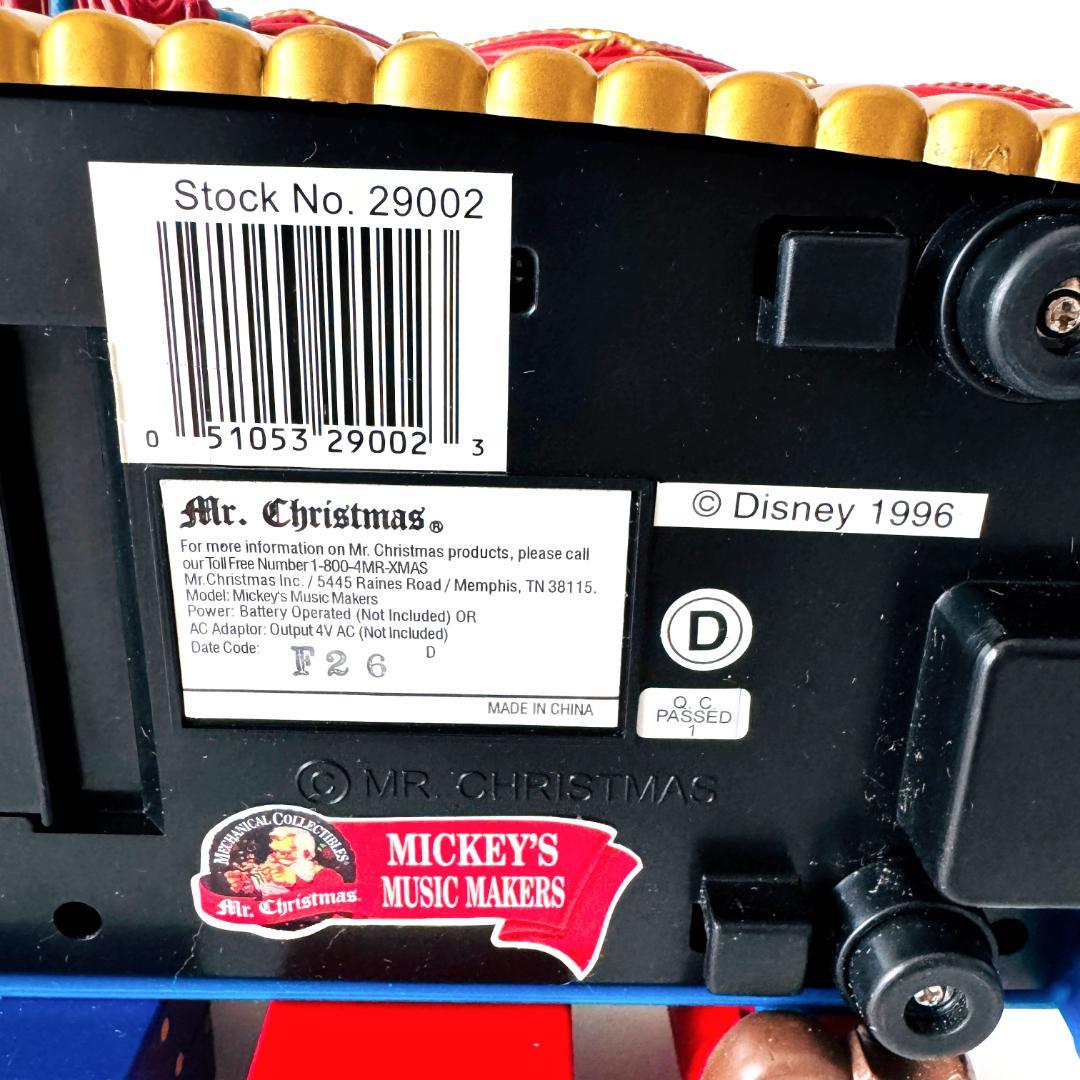 Stock No. 29002
0 51053 29002 3
Mr. Christmas®
For more information on Mr. Christmas products, please call
our Toll Free Number 1-800-4MR-XMAS
Mr.Christmas Inc. / 5445 Raines Road / Memphis, TN 38115.
Model: Mickey's Music Makers
Power: Battery Operated (Not Included) OR
AC Adaptor: Output 4V AC (Not Included)
Date Code: F26 D
MADE IN CHINA
© Disney 1996
D
Q. C.
PASSED
1
© MR. CHRISTMAS
MECHANICAL COLLECTIBLES
Mr. Christmas
MICKEY'S
MUSIC MAKERS